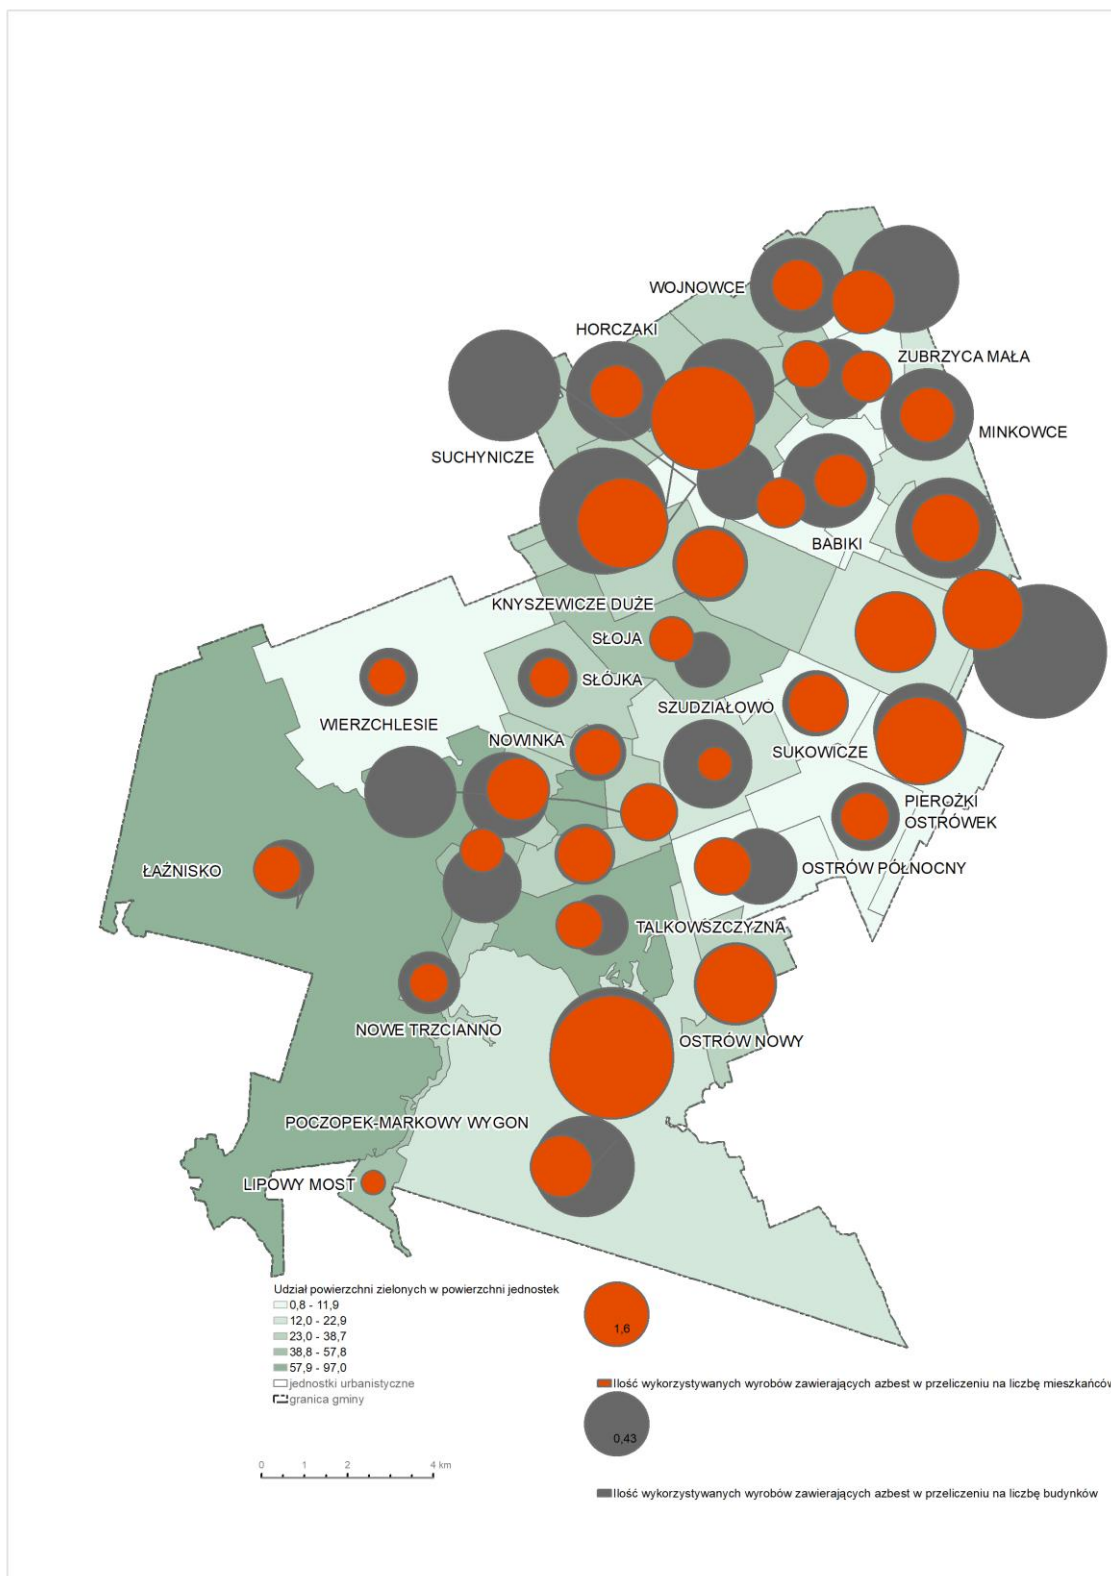 WOJNOWCE
HORCZAKI
ZUBRZYCA MAŁA
MINKOWCE
SUCHYNICZE
BABIKI
KNYSZEWICZE DUŻE
SŁOJA
SŁÓJKA
SZUDZIAŁOWO
WIERZCHLESIE
NOWINKA
SUKOWICZE
PIEROŻKI
OSTRÓWEK
ŁAŹNISKO
OSTRÓW PÓŁNOCNY
TALKOWSZCZYZNA
NOWE TRZCIANNO
OSTRÓW NOWY
POCZOPEK-MARKOWY WYGON
LIPOWY MOST
Udział powierzchni zielonych w powierzchni jednostek
0,8 - 11,9
12,0 - 22,9
23,0 - 38,7
38,8 - 57,8
57,9 - 97,0
jednostki urbanistyczne
granica gminy
1,6
Ilość wykorzystywanych wyrobów zawierających azbest w przeliczeniu na liczbę mieszkańców
0,43
Ilość wykorzystywanych wyrobów zawierających azbest w przeliczeniu na liczbę budynków
0 1 2 4 km